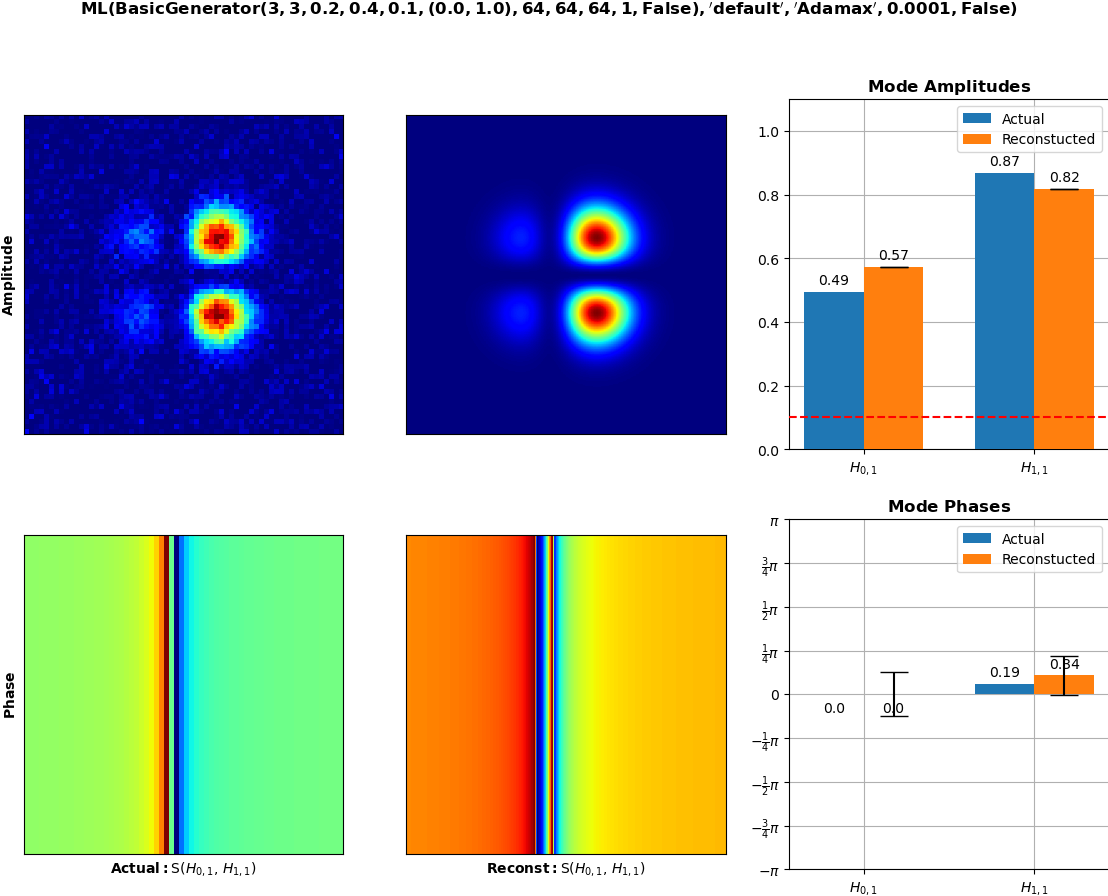 ML(BasicGenerator(3, 3, 0.2, 0.4, 0.1, (0.0, 1.0), 64, 64, 64, 1, False), ′default′, ′Adamax′, 0.0001, False)
Amplitude
Mode Amplitudes
Actual
Reconstucted
1.0
0.8
0.6
0.4
0.2
0.0
0.49
0.57
0.87
0.82
H0, 1
H1, 1
Phase
Actual: S(H0, 1, H1, 1)
Reconst: S(H0, 1, H1, 1)
Mode Phases
Actual
Reconstucted
π
3/4π
1/2π
1/4π
0
−1/4π
−1/2π
−3/4π
−π
0.0
0.0
0.19
0.34
H0, 1
H1, 1